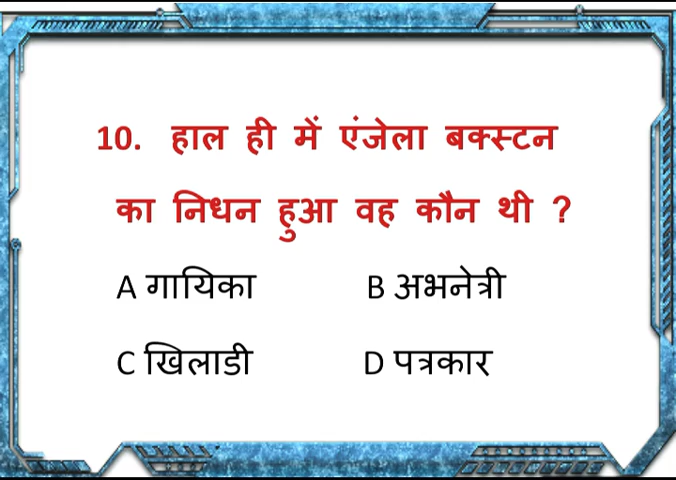 10. हाल ही में एंजेला बक्स्टन
का निधन हुआ वह कौन थी ?
A गायिका B अभनेत्री
C खिलाडी D पत्रकार